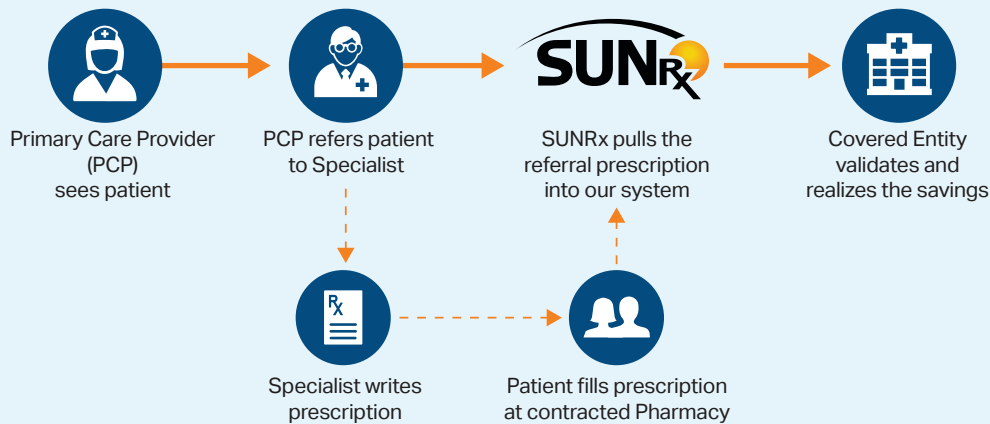 SUNRx
Primary Care Provider
(PCP)
sees patient
PCP refers patient
to Specialist
SUNRx pulls the
referral prescription
into our system
Covered Entity
validates and
realizes the savings
Rx
Specialist writes
prescription
Patient fills prescription
at contracted Pharmacy